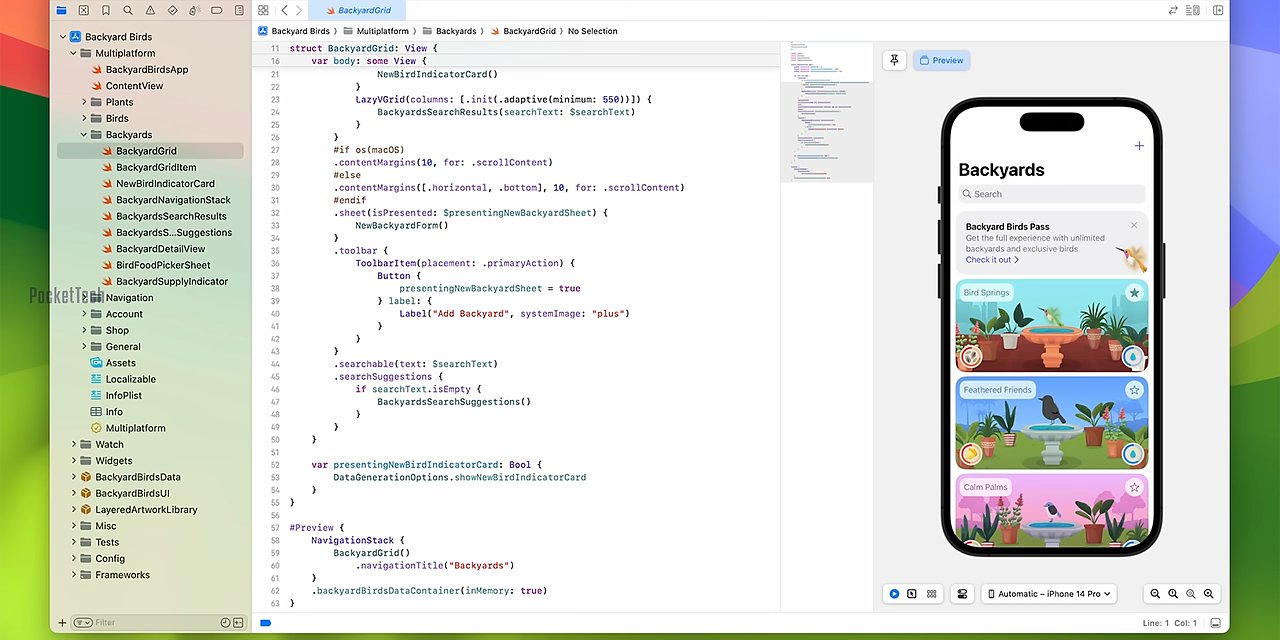 BackyardGrid
Backyard Birds
Multiplatform
BackyardBirdsApp
ContentView
Plants
Birds
Backyards
BackyardGrid
BackyardGridItem
NewBirdIndicatorCard
BackyardNavigationStack
BackyardsSearchResults
BackyardsS...Suggestions
BackyardDetailView
BirdFoodPickerSheet
BackyardSupplyIndicator
PocketTech
Navigation
Account
Shop
General
Assets
Localizable
InfoPlist
Info
Multiplatform
Watch
Widgets
BackyardBirdsData
BackyardBirdsUI
LayeredArtworkLibrary
Misc
Tests
Config
Frameworks
Filter
Backyard Birds Multiplatform Backyards BackyardGrid No Selection
11 struct BackyardGrid: View {
16 var body: some View {
21 NewBirdIndicatorCard()
22 }
23 LazyVGrid(columns: [.init(.adaptive(minimum: 550))]) {
24 BackyardsSearchResults(searchText: $searchText)
25 }
26 }
27 #if os(macOS)
28 .contentMargins(10, for: .scrollContent)
29 #else
30 .contentMargins([.horizontal, .bottom], 10, for: .scrollContent)
31 #endif
32 .sheet(isPresented: $presentingNewBackyardSheet) {
33 NewBackyardForm()
34 }
35 .toolbar {
36 ToolbarItem(placement: .primaryAction) {
37 Button {
38 presentingNewBackyardSheet = true
39 } label: {
40 Label("Add Backyard", systemImage: "plus")
41 }
42 }
43 }
44 .searchable(text: $searchText)
45 .searchSuggestions {
46 if searchText.isEmpty {
47 BackyardsSearchSuggestions()
48 }
49 }
50 }
51
52 var presentingNewBirdIndicatorCard: Bool {
53 DataGenerationOptions.showNewBirdIndicatorCard
54 }
55 }
56
57 #Preview {
58 NavigationStack {
59 BackyardGrid()
60 .navigationTitle("Backyards")
61 }
62 .backyardBirdsDataContainer(inMemory: true)
63 }
Preview
Backyards
Search
Backyard Birds Pass
Get the full experience with unlimited
backyards and exclusive birds
Check it out >
Bird Springs
Feathered Friends
Calm Palms
Automatic – iPhone 14 Pro
Line: 1 Col: 1